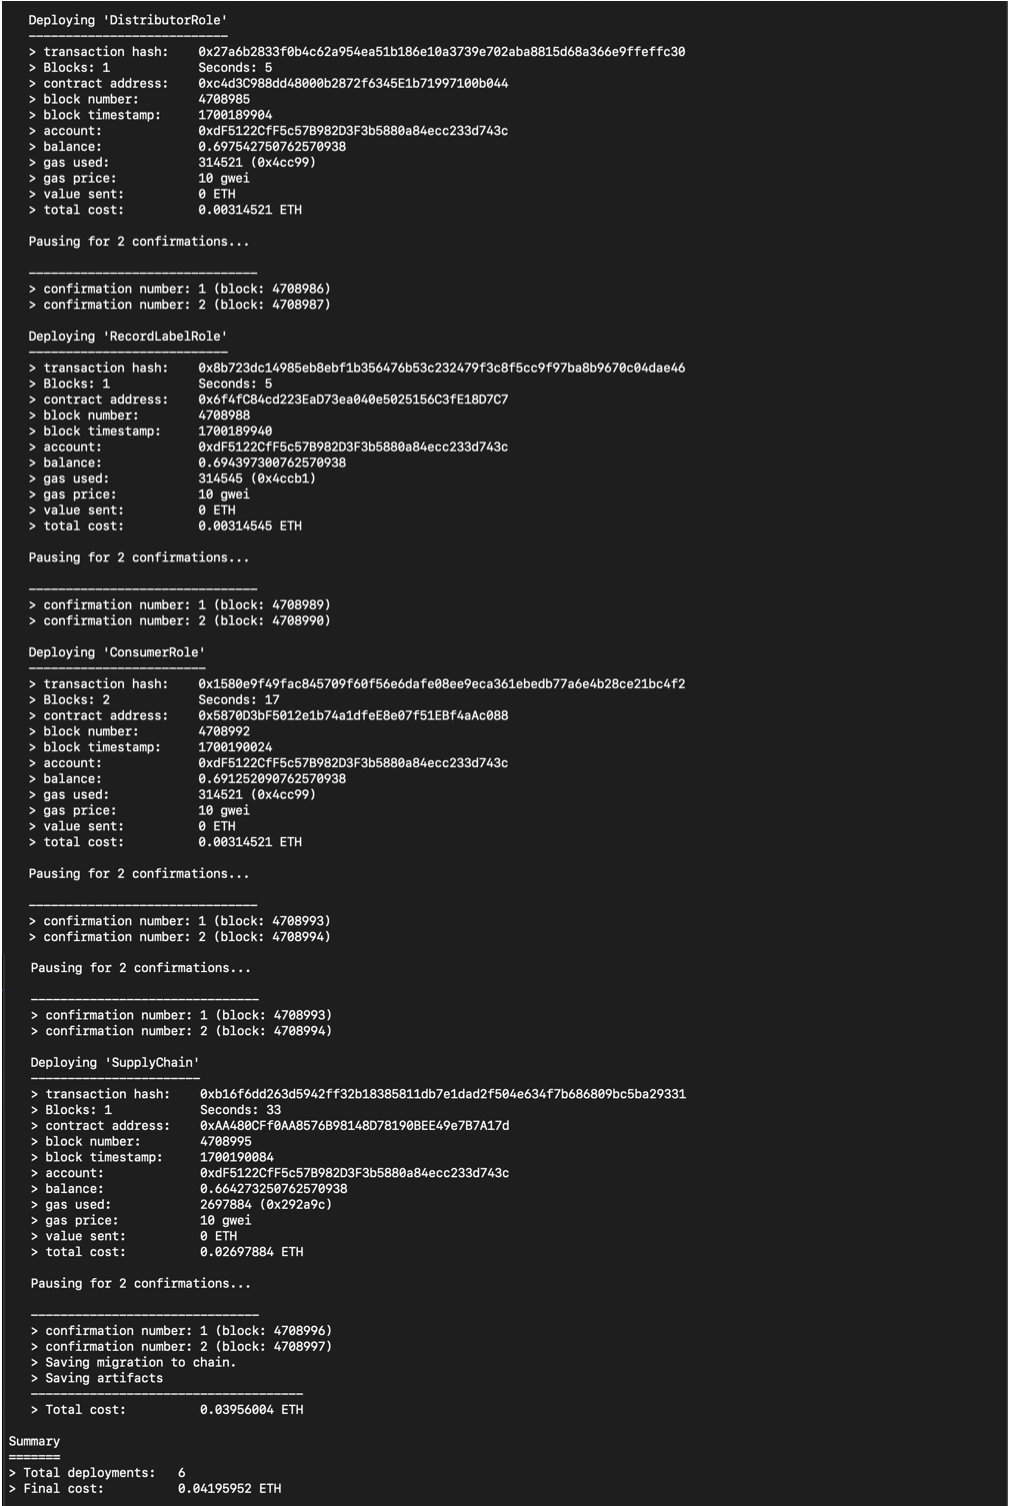 Deploying 'DistributorRole'
---------------------------
> transaction hash:    0x27a6b2833f0b4c62a954ea51b186e10a3739e702aba8815d68a366e9ffeffc30
> Blocks: 1            Seconds: 5
> contract address:    0xc4d3C988dd48000b2872f6345E1b71997100b044
> block number:        4708985
> block timestamp:     1700189904
> account:             0xdF5122CfF5c57B982D3F3b5880a84ecc233d743c
> balance:             0.697542750762570938
> gas used:            314521 (0x4cc99)
> gas price:           10 gwei
> value sent:          0 ETH
> total cost:          0.00314521 ETH
Pausing for 2 confirmations...
-------------------------------
> confirmation number: 1 (block: 4708986)
> confirmation number: 2 (block: 4708987)
Deploying 'RecordLabelRole'
---------------------------
> transaction hash:    0x8b723dc14985eb8ebf1b356476b53c232479f3c8f5cc9f97ba8b9670c04dae46
> Blocks: 1            Seconds: 5
> contract address:    0x6f4fC84cd223EaD73ea040e5025156C3fE18D7C7
> block number:        4708988
> block timestamp:     1700189940
> account:             0xdF5122CfF5c57B982D3F3b5880a84ecc233d743c
> balance:             0.694397300762570938
> gas used:            314545 (0x4ccb1)
> gas price:           10 gwei
> value sent:          0 ETH
> total cost:          0.00314545 ETH
Pausing for 2 confirmations...
-------------------------------
> confirmation number: 1 (block: 4708989)
> confirmation number: 2 (block: 4708990)
Deploying 'ConsumerRole'
------------------------
> transaction hash:    0x1580e9f49fac845709f60f56e6dafe08ee9eca361ebedb77a6e4b28ce21bc4f2
> Blocks: 2            Seconds: 17
> contract address:    0x5870D3bF5012e1b74a1dfeE8e07f51EBf4aAc088
> block number:        4708992
> block timestamp:     1700190024
> account:             0xdF5122CfF5c57B982D3F3b5880a84ecc233d743c
> balance:             0.691252090762570938
> gas used:            314521 (0x4cc99)
> gas price:           10 gwei
> value sent:          0 ETH
> total cost:          0.00314521 ETH
Pausing for 2 confirmations...
-------------------------------
> confirmation number: 1 (block: 4708993)
> confirmation number: 2 (block: 4708994)
Pausing for 2 confirmations...
-------------------------------
> confirmation number: 1 (block: 4708993)
> confirmation number: 2 (block: 4708994)
Deploying 'SupplyChain'
-----------------------
> transaction hash:    0xb16f6dd263d5942ff32b18385811db7e1dad2f504e634f7b686809bc5ba29331
> Blocks: 1            Seconds: 33
> contract address:    0xAA480CFf0AA8576B98148D78190BEE49e7B7A17d
> block number:        4708995
> block timestamp:     1700190084
> account:             0xdF5122CfF5c57B982D3F3b5880a84ecc233d743c
> balance:             0.664273250762570938
> gas used:            2697884 (0x292a9c)
> gas price:           10 gwei
> value sent:          0 ETH
> total cost:          0.02697884 ETH
Pausing for 2 confirmations...
-------------------------------
> confirmation number: 1 (block: 4708996)
> confirmation number: 2 (block: 4708997)
> Saving migration to chain.
> Saving artifacts
-------------------------------------
> Total cost:          0.03956004 ETH
Summary
=======
> Total deployments:   6
> Final cost:          0.04195952 ETH